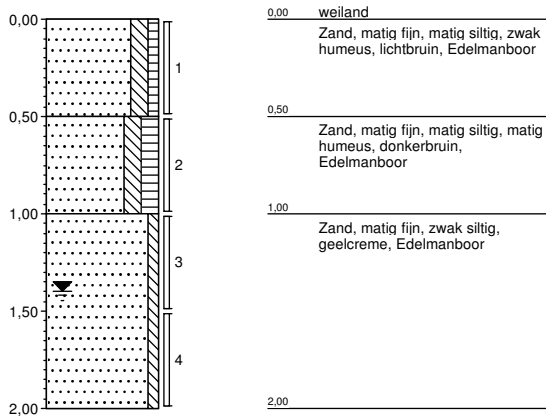 0,00
0,50
1,00
1,50
2,00
1
2
3
4
0,00 weiland
Zand, matig fijn, matig siltig, zwak
humeus, lichtbruin, Edelmanboor
0,50
Zand, matig fijn, matig siltig, matig
humeus, donkerbruin,
Edelmanboor
1,00
Zand, matig fijn, zwak siltig,
geelcreme, Edelmanboor
2,00